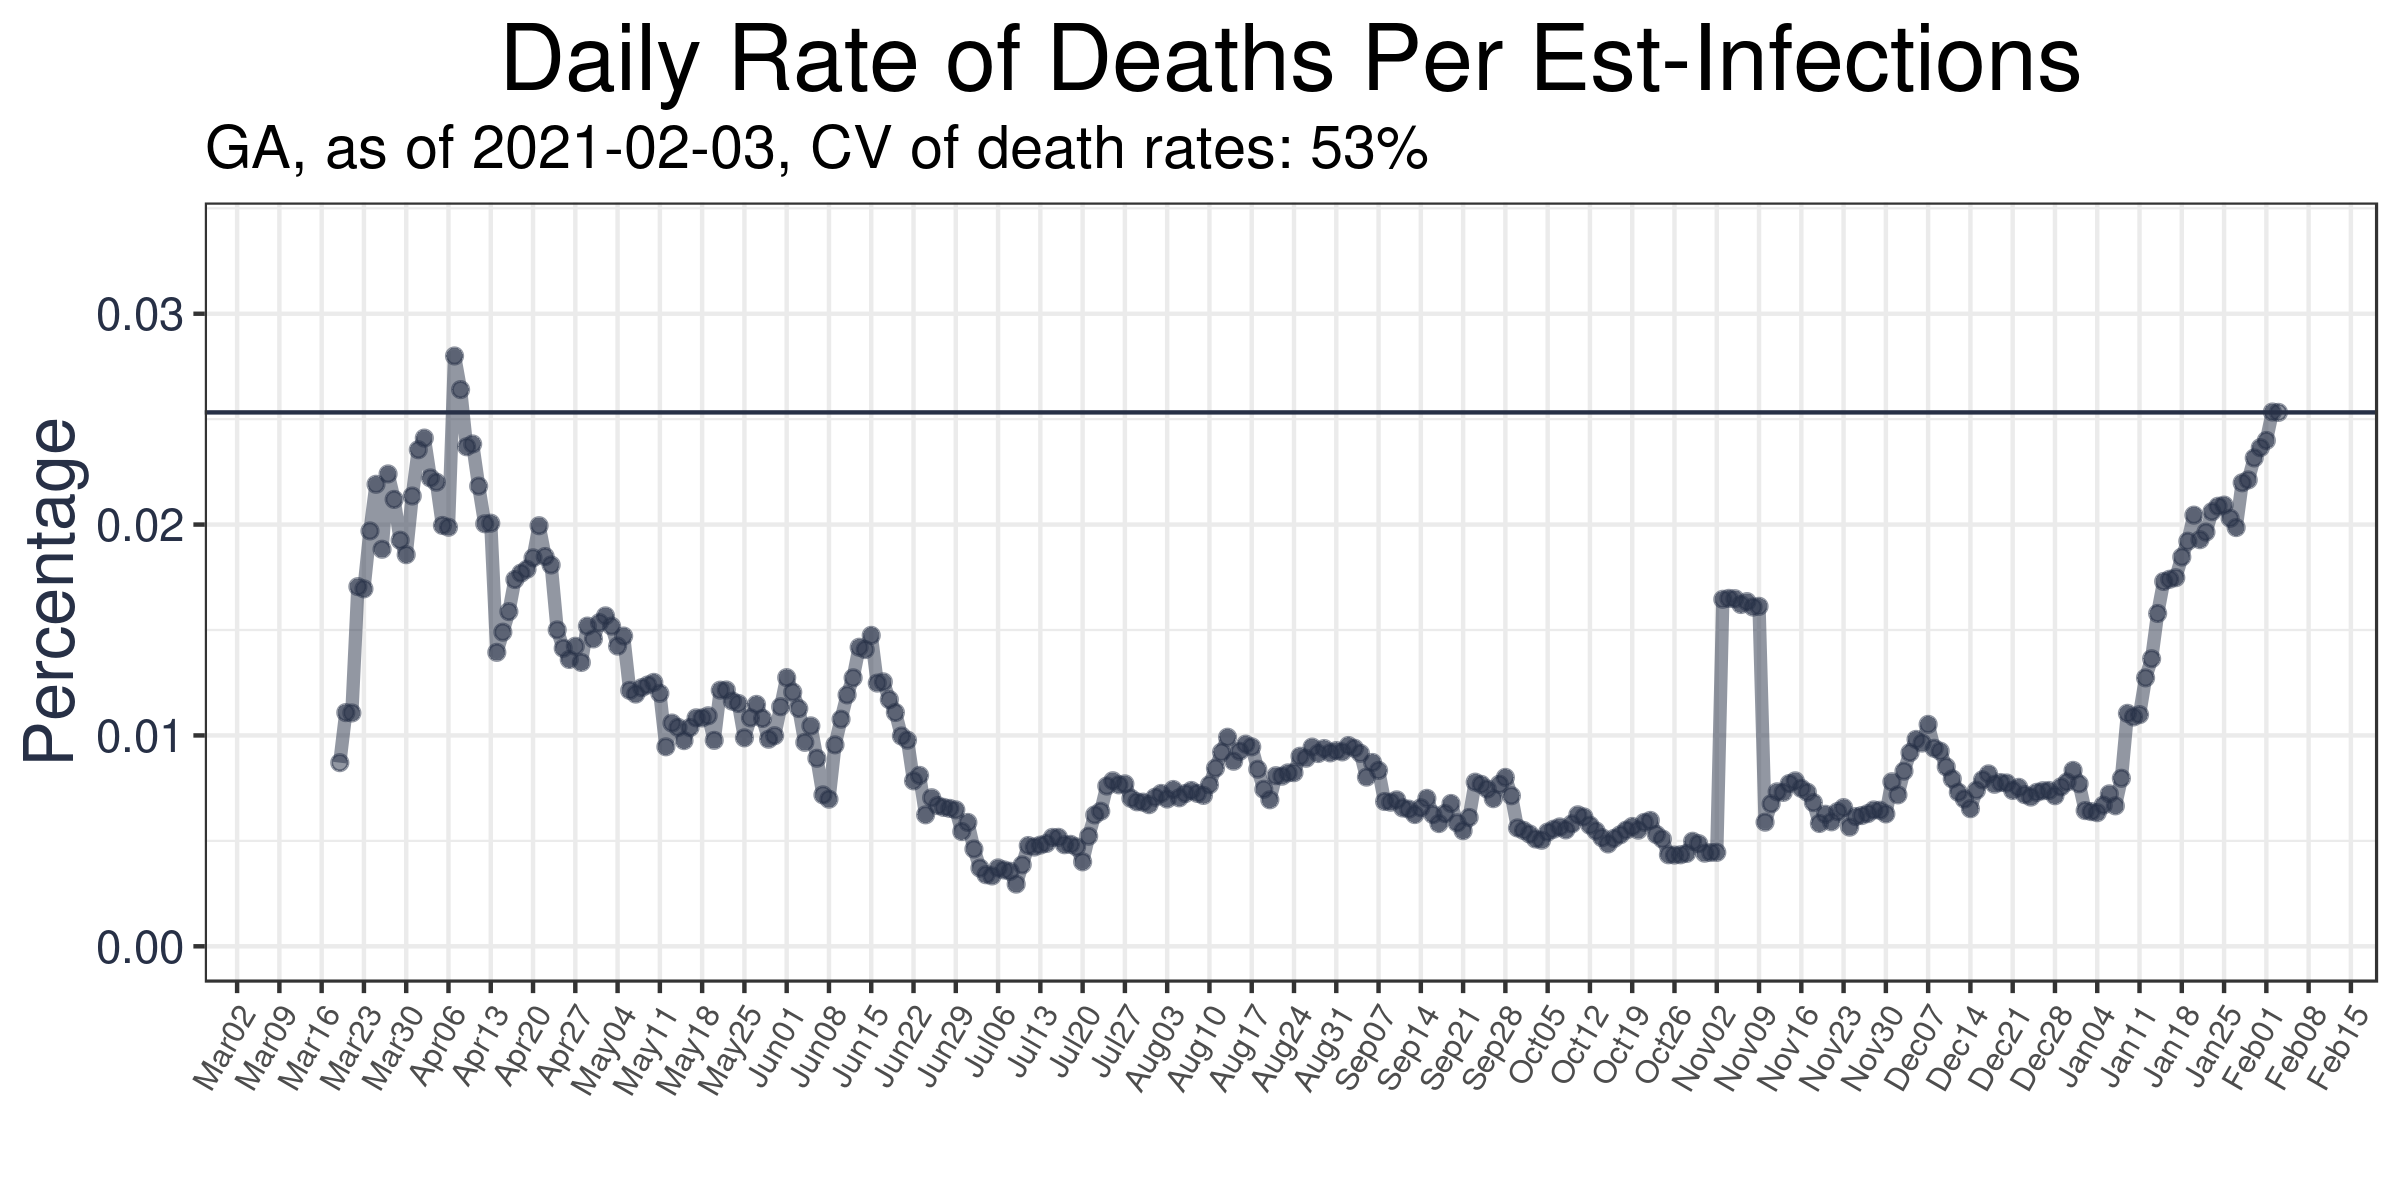 Daily Rate of Deaths Per Est-Infections
GA, as of 2021-02-03, CV of death rates: 53%
Percentage
0.03
0.02
0.01
0.00
Mar02
Mar09
Mar16
Mar23
Mar30
Apr06
Apr13
Apr20
Apr27
May04
May11
May18
May25
Jun01
Jun08
Jun15
Jun22
Jun29
Jul06
Jul13
Jul20
Jul27
Aug03
Aug10
Aug17
Aug24
Aug31
Sep07
Sep14
Sep21
Sep28
Oct05
Oct12
Oct19
Oct26
Nov02
Nov09
Nov16
Nov23
Nov30
Dec07
Dec14
Dec21
Dec28
Jan04
Jan11
Jan18
Jan25
Feb01
Feb08
Feb15